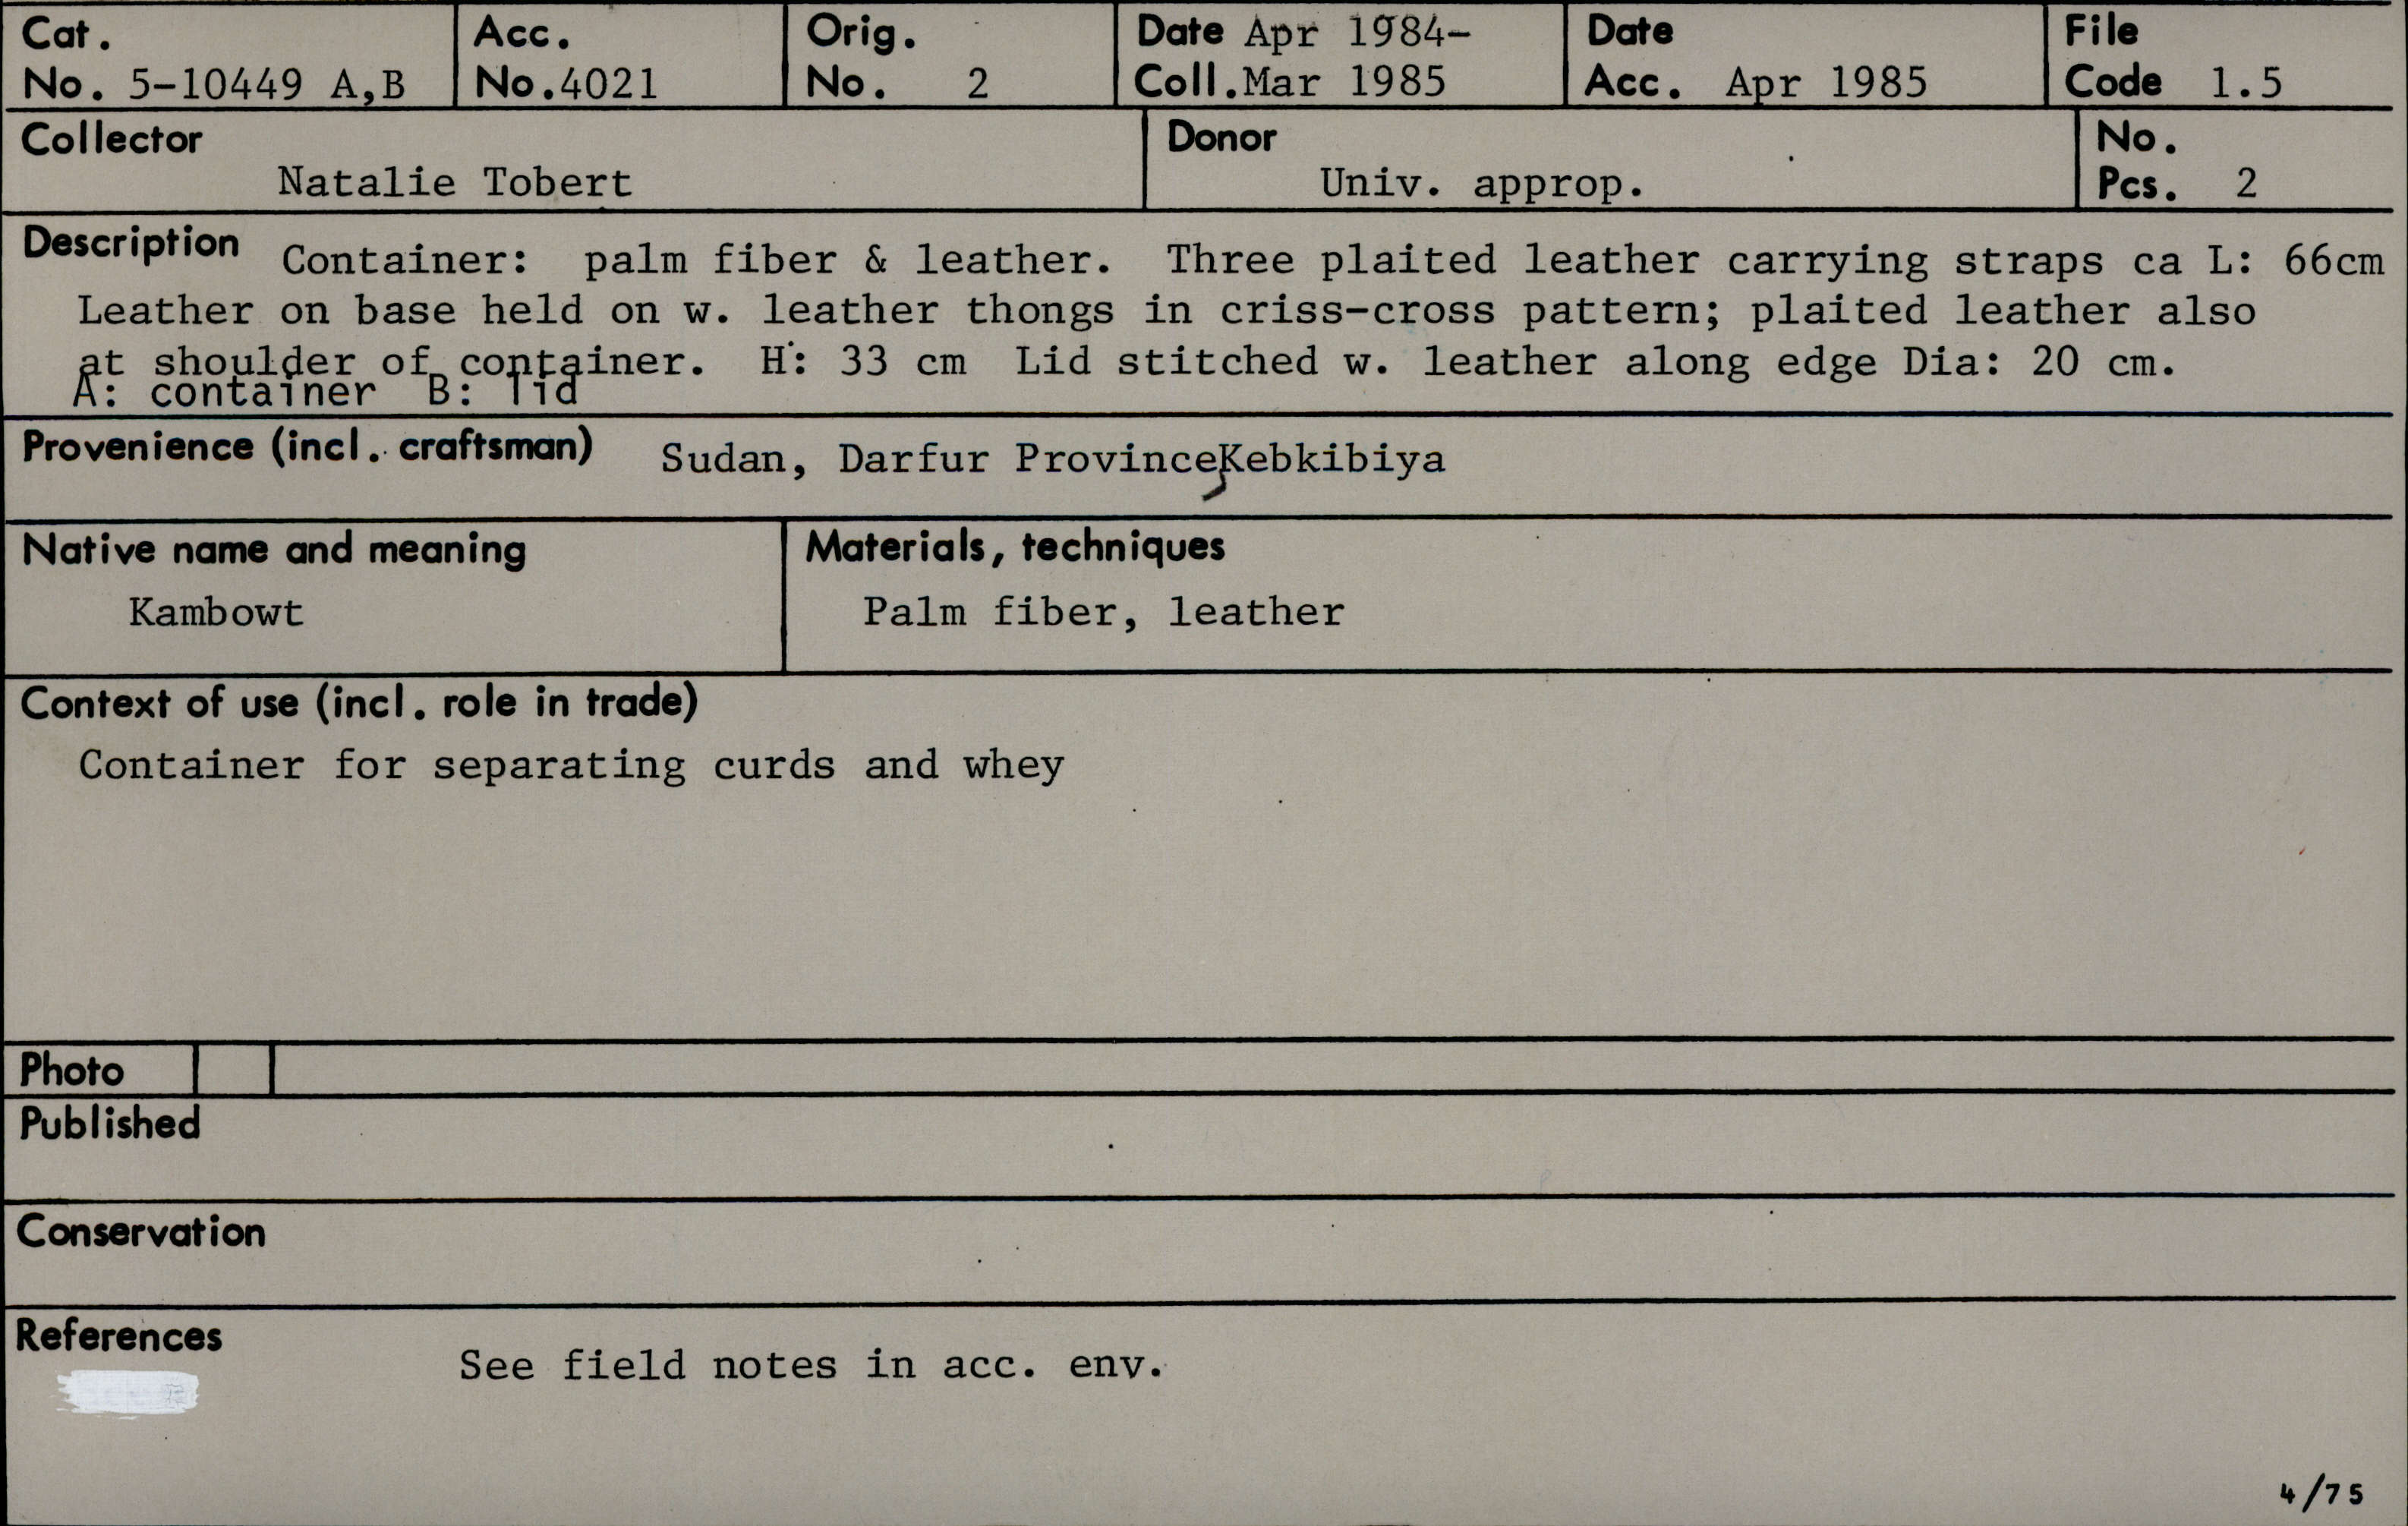 Cat. No. 5-10449 A,B
Acc. No. 4021
Orig. No. 2
Date Coll. Apr 1984- Mar 1985
Date Acc. Apr 1985
File Code 1.5
Collector
Natalie Tobert
Donor
Univ. approp.
No. Pcs. 2
Description Container: palm fiber & leather. Three plaited leather carrying straps ca L: 66cm
Leather on base held on w. leather thongs in criss-cross pattern; plaited leather also
at shoulder of container. H: 33 cm Lid stitched w. leather along edge Dia: 20 cm.
A: container B: lid
Provenience (incl. craftsman) Sudan, Darfur Province, Kebkibiya
Native name and meaning
Kambowt
Materials, techniques
Palm fiber, leather
Context of use (incl. role in trade)
Container for separating curds and whey
Photo
Published
Conservation
References
See field notes in acc. env.
4/75